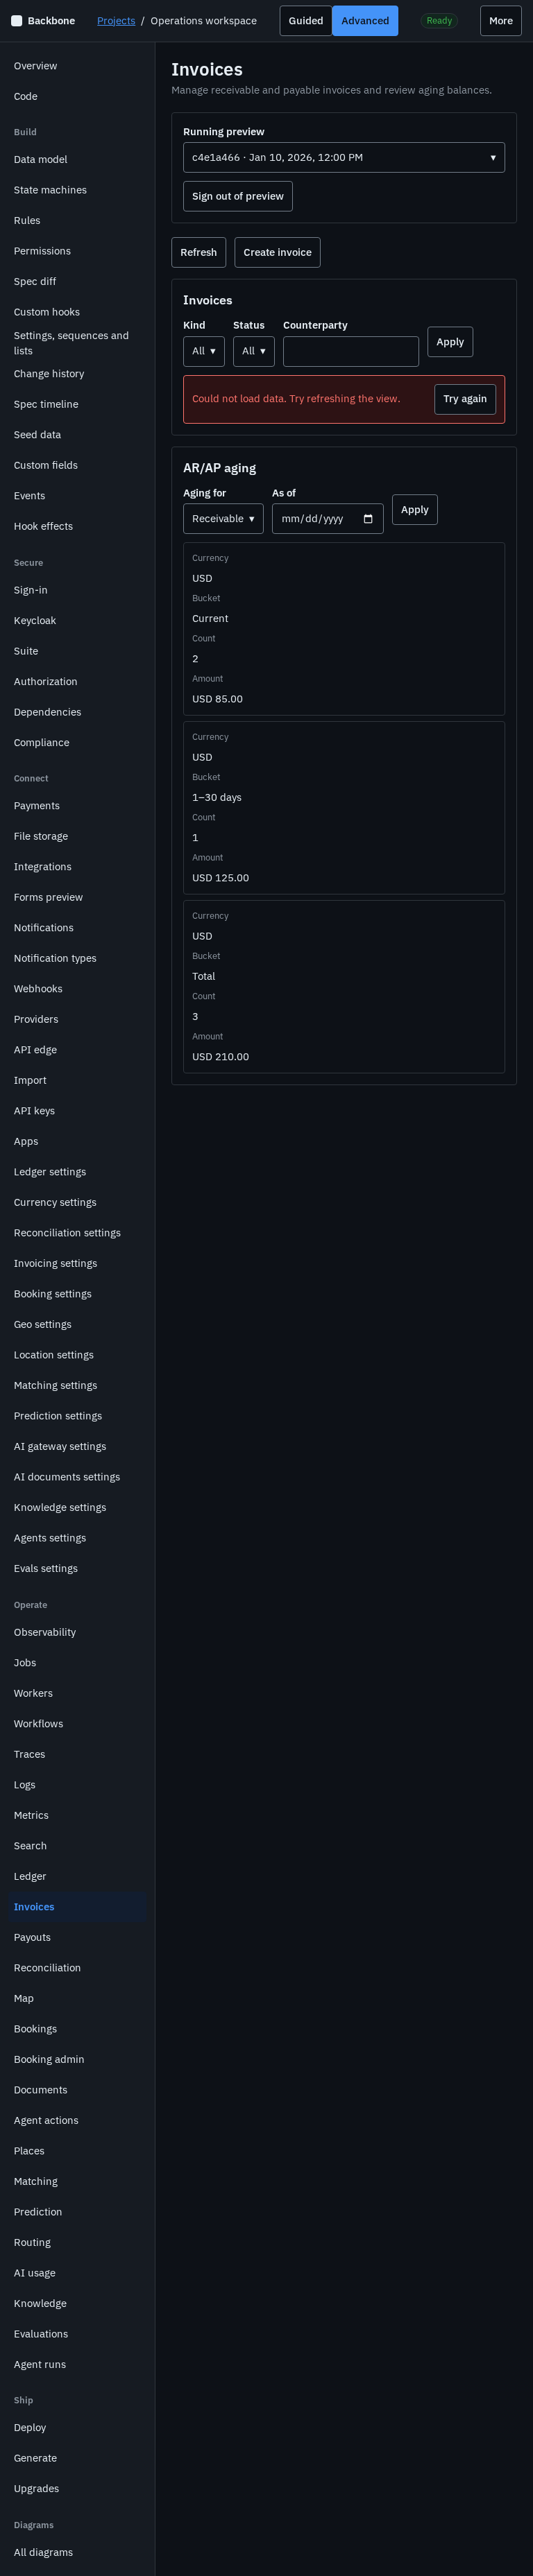 Backbone
Projects / Operations workspace
Guided
Advanced
Ready
More
Overview
Code
Build
Data model
State machines
Rules
Permissions
Spec diff
Custom hooks
Settings, sequences and
lists
Change history
Spec timeline
Seed data
Custom fields
Events
Hook effects
Secure
Sign-in
Keycloak
Suite
Authorization
Dependencies
Compliance
Connect
Payments
File storage
Integrations
Forms preview
Notifications
Notification types
Webhooks
Providers
API edge
Import
API keys
Apps
Ledger settings
Currency settings
Reconciliation settings
Invoicing settings
Booking settings
Geo settings
Location settings
Matching settings
Prediction settings
AI gateway settings
AI documents settings
Knowledge settings
Agents settings
Evals settings
Operate
Observability
Jobs
Workers
Workflows
Traces
Logs
Metrics
Search
Ledger
Invoices
Payouts
Reconciliation
Map
Bookings
Booking admin
Documents
Agent actions
Places
Matching
Prediction
Routing
AI usage
Knowledge
Evaluations
Agent runs
Ship
Deploy
Generate
Upgrades
Diagrams
All diagrams
Invoices
Manage receivable and payable invoices and review aging balances.
Running preview
c4e1a466 · Jan 10, 2026, 12:00 PM
Sign out of preview
Refresh
Create invoice
Invoices
Kind
Status
Counterparty
All
All
Apply
Could not load data. Try refreshing the view.
Try again
AR/AP aging
Aging for
As of
Receivable
mm/dd/yyyy
Apply
Currency
USD
Bucket
Current
Count
2
Amount
USD 85.00
Currency
USD
Bucket
1–30 days
Count
1
Amount
USD 125.00
Currency
USD
Bucket
Total
Count
3
Amount
USD 210.00